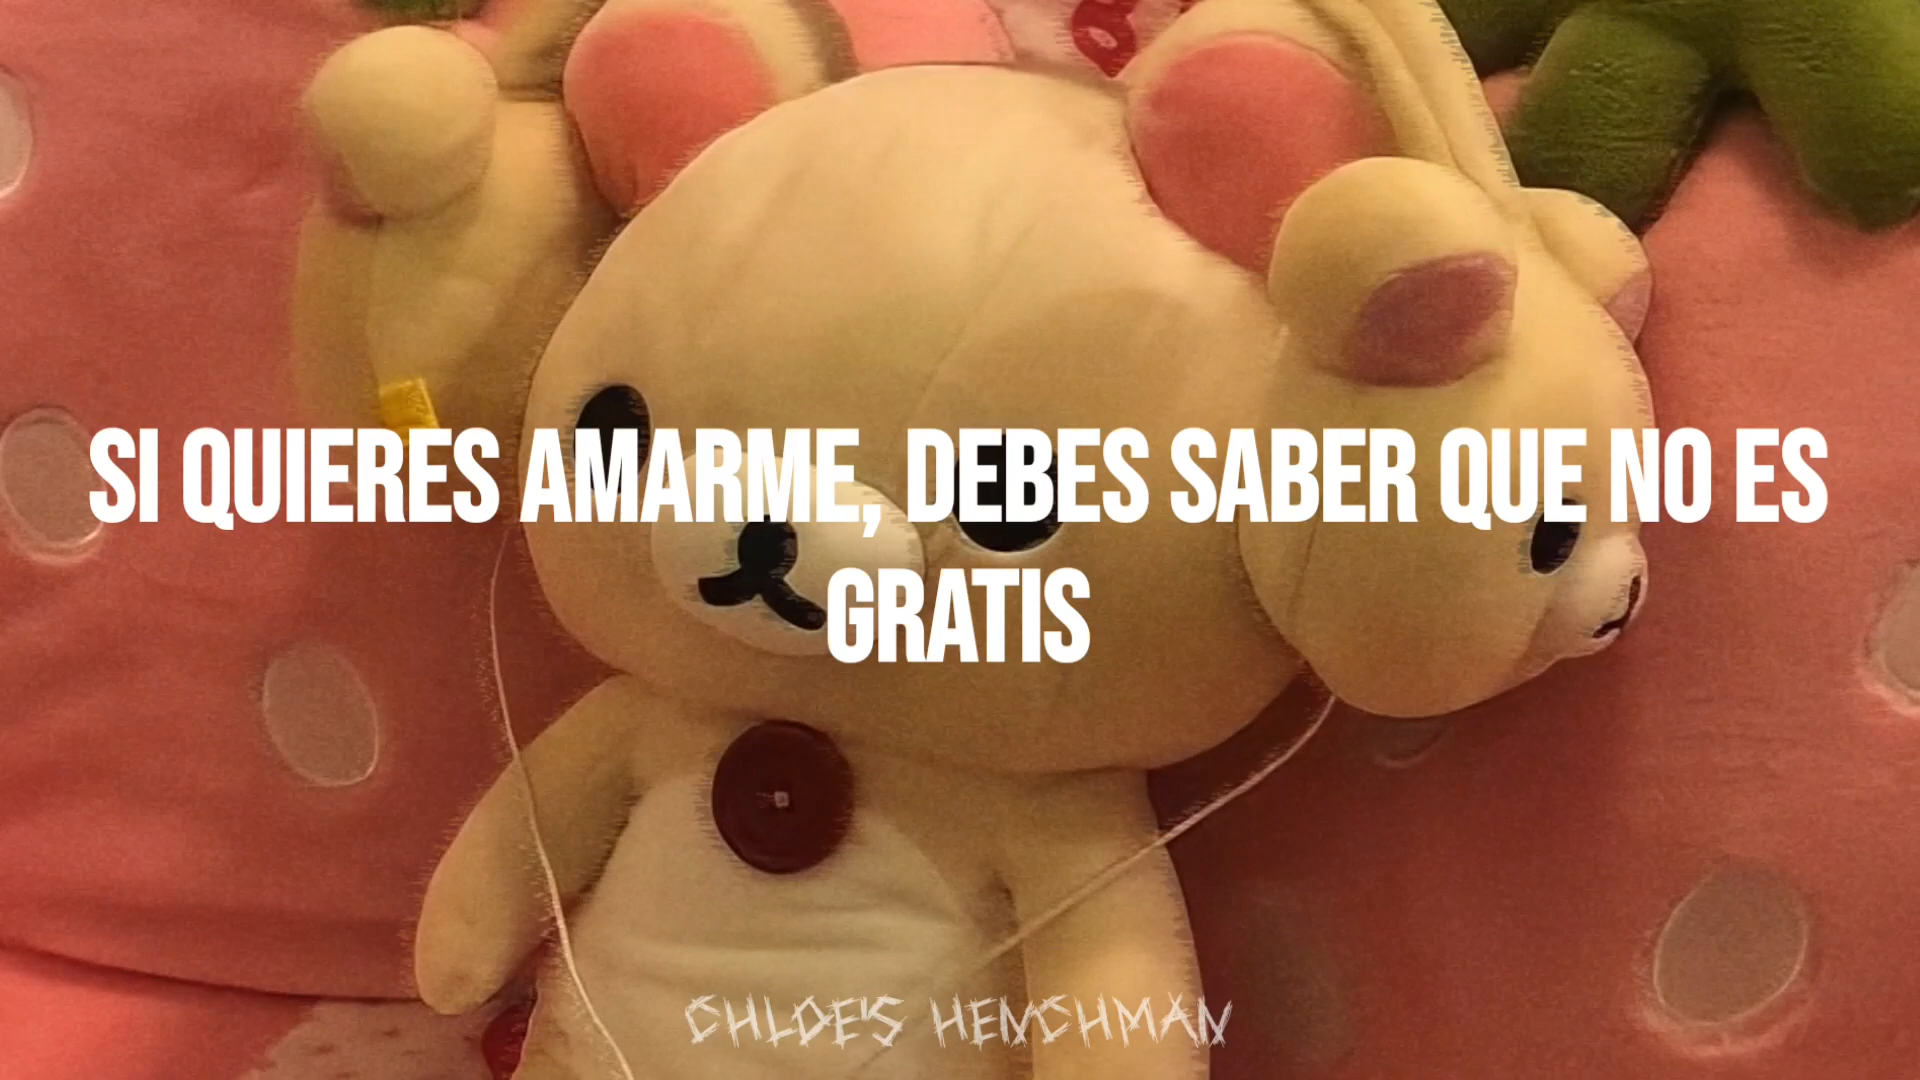 SI QUIERES AMARME, DEBES SABER QUE NO ES
GRATIS
CHLOE'S HENCHMAN